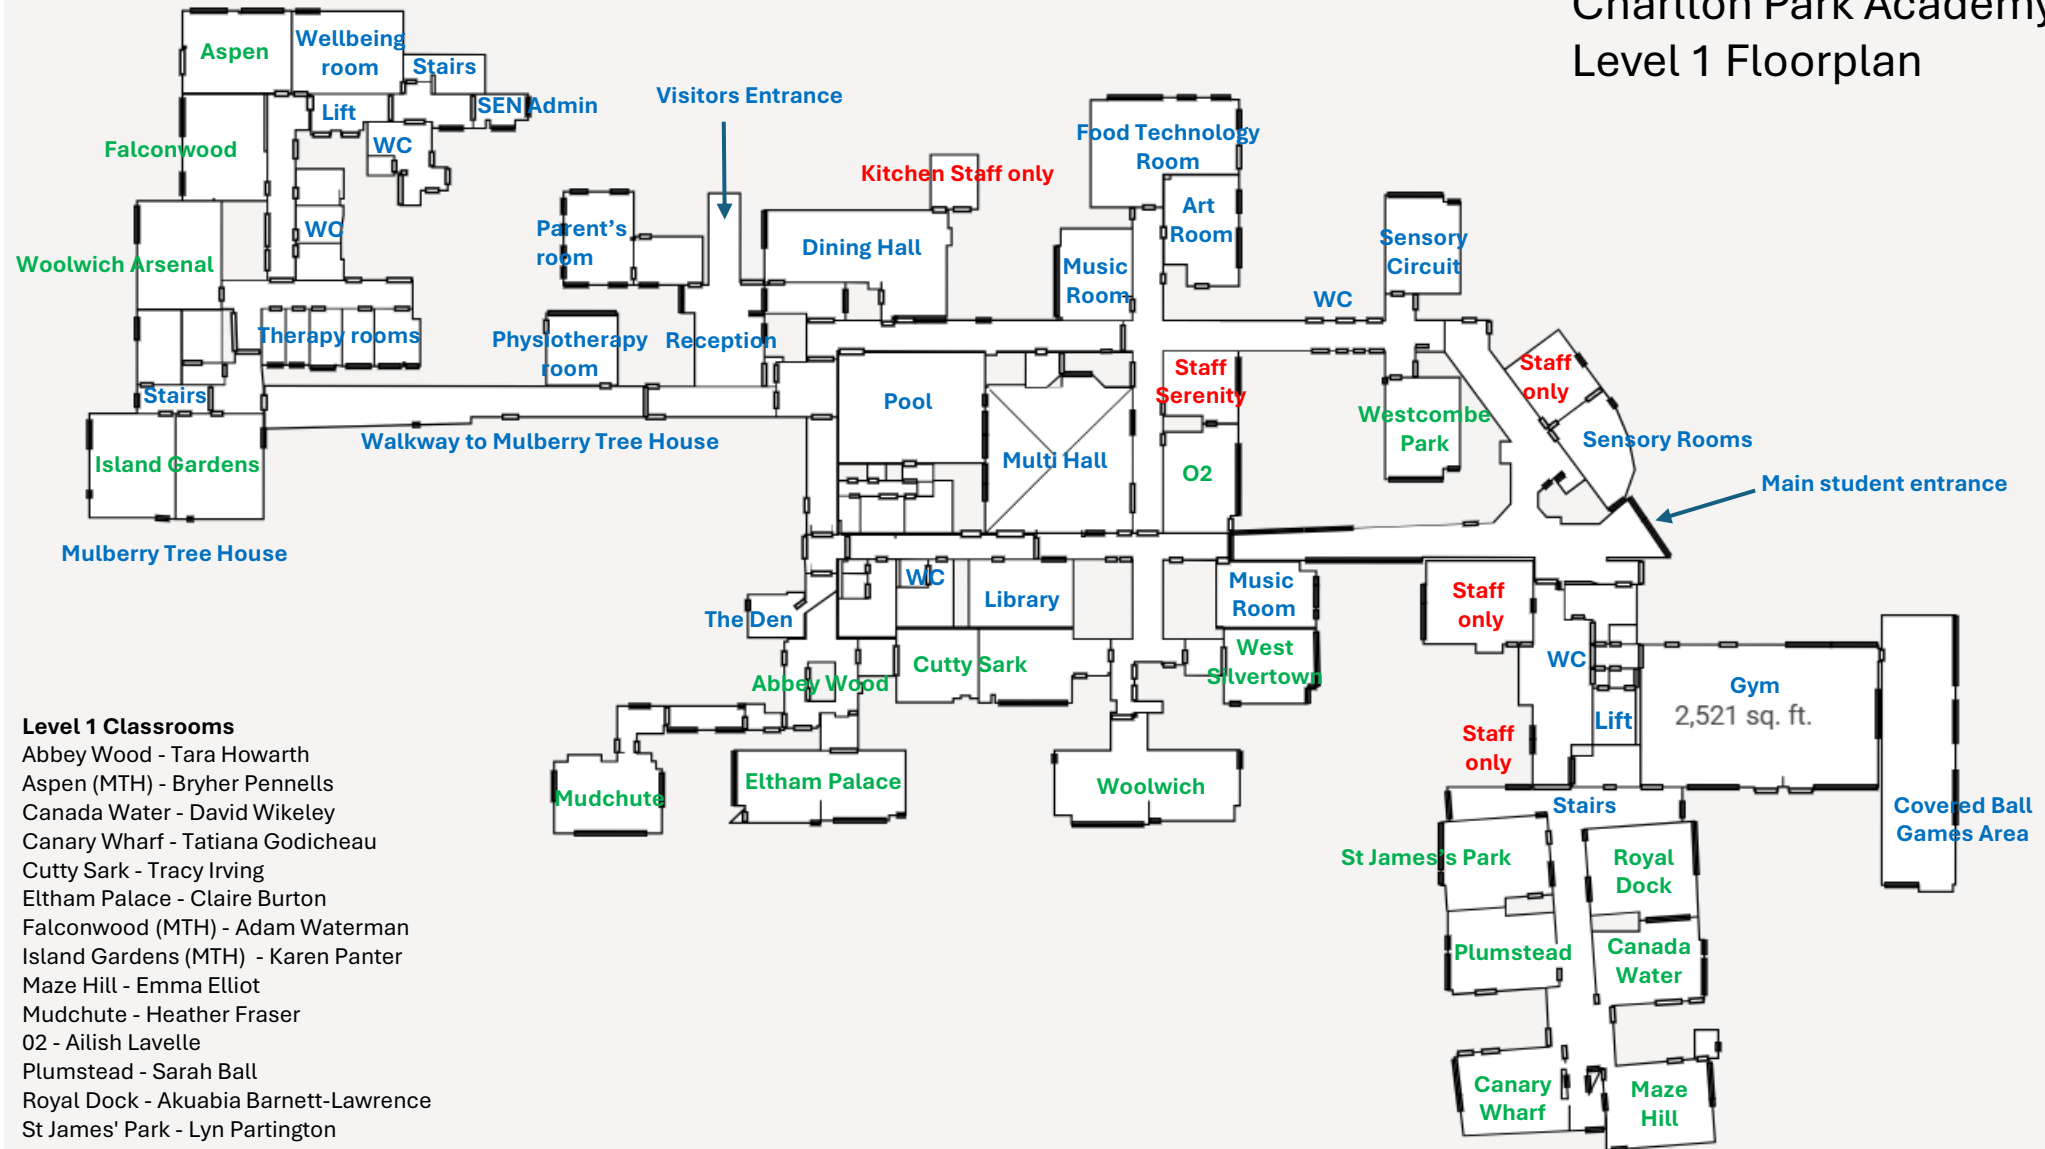 Charlton Park Academy
Level 1 Floorplan
Aspen
Wellbeing
room
Stairs
SEN Admin
Lift
WC
Falconwood
WC
Woolwich Arsenal
Therapy rooms
Stairs
Island Gardens
Mulberry Tree House
Walkway to Mulberry Tree House
Visitors Entrance
Parent's
room
Physiotherapy
room
Reception
Kitchen Staff only
Dining Hall
Food Technology
Room
Art
Room
Music
Room
WC
Sensory
Circuit
Staff
only
Sensory Rooms
Westcombe
Park
Main student entrance
Staff
Serenity
O2
Pool
Multi Hall
WC
Library
The Den
Cutty Sark
Abbey Wood
Mudchute
Eltham Palace
Woolwich
Music
Room
West
Silvertown
Staff
only
WC
Lift
Staff
only
Gym
2,521 sq. ft.
Covered Ball
Games Area
Stairs
St James's Park
Royal
Dock
Plumstead
Canada
Water
Canary
Wharf
Maze
Hill
Level 1 Classrooms
Abbey Wood - Tara Howarth
Aspen (MTH) - Bryher Pennells
Canada Water - David Wikeley
Canary Wharf - Tatiana Godicheau
Cutty Sark - Tracy Irving
Eltham Palace - Claire Burton
Falconwood (MTH) - Adam Waterman
Island Gardens (MTH)  - Karen Panter
Maze Hill - Emma Elliot
Mudchute - Heather Fraser
02 - Ailish Lavelle
Plumstead - Sarah Ball
Royal Dock - Akuabia Barnett-Lawrence
St James' Park - Lyn Partington